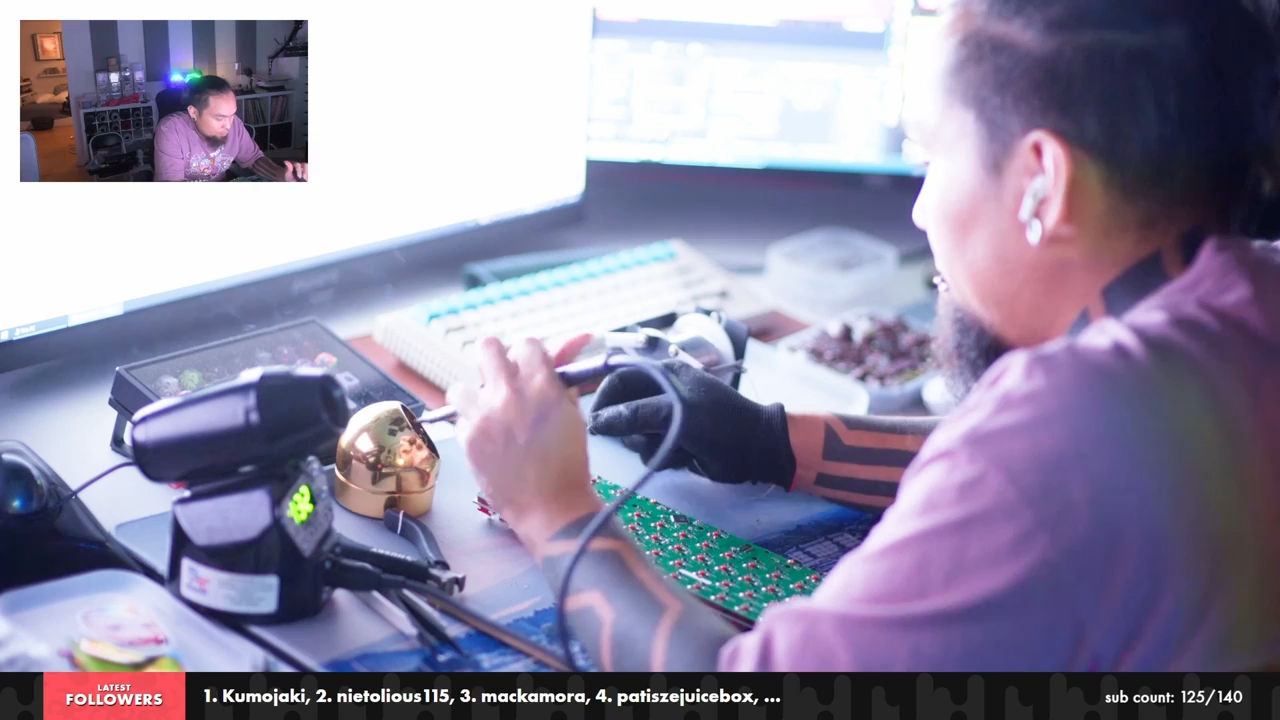 LATEST
FOLLOWERS
1. Kumojaki, 2. nietolious115, 3. mackamora, 4. patiszejuicebox, ...
sub count: 125/140